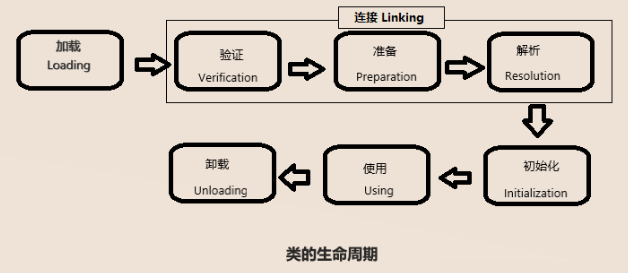 连接 Linking
加载
Loading
验证
Verification
准备
Preparation
解析
Resolution
初始化
Initialization
使用
Using
卸载
Unloading
类的生命周期